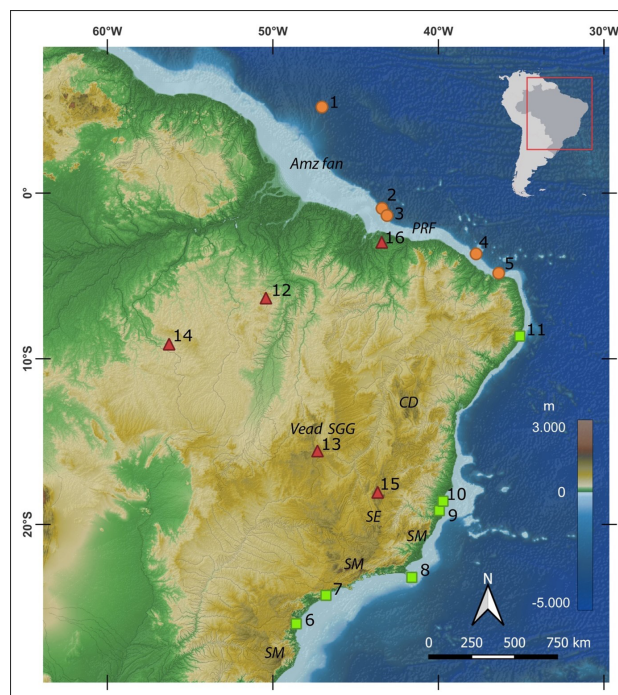 60°W 50°W 40°W 30°W
1
Amz fan
2
0°
3
PRF
16
4
5
12
14
11
10°S
CD
m
3.000
Vead SGG
13
15
10
0
SE
9
20°S
SM
SM
8
N
7
-5.000
6
SM
0 250 500 750 km